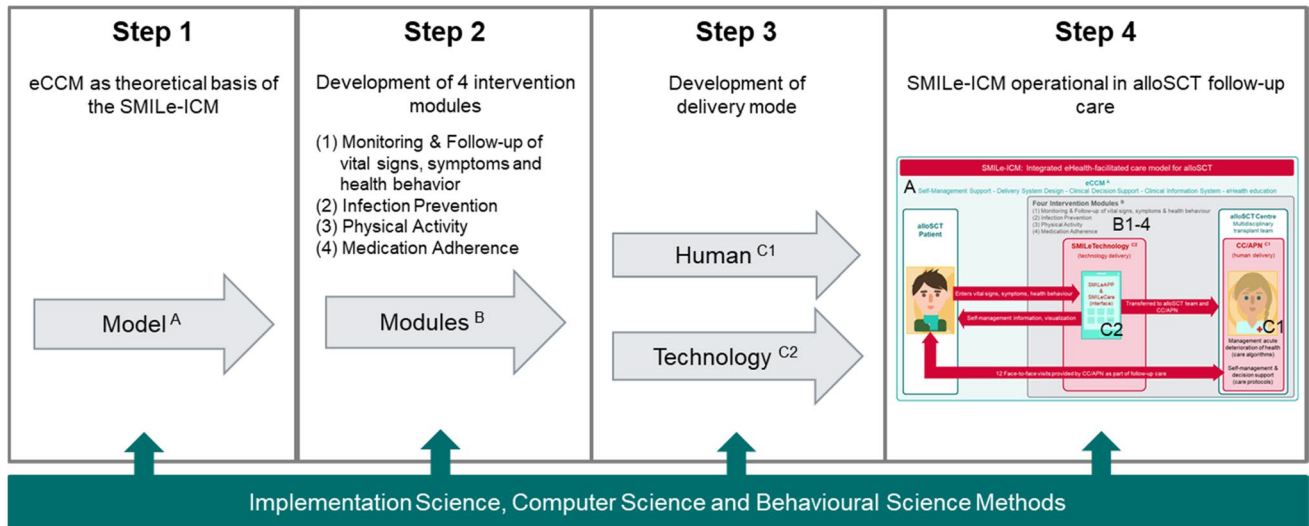 Step 1
eCCM as theoretical basis of
the SMILe-ICM
Model A
Step 2
Development of 4 intervention
modules
(1) Monitoring & Follow-up of
vital signs, symptoms and
health behavior
(2) Infection Prevention
(3) Physical Activity
(4) Medication Adherence
Modules B
Step 3
Development of
delivery mode
Human C1
Technology C2
Step 4
SMILe-ICM operational in alloSCT follow-up
care
SMILe-ICM: Integrated eHealth-facilitated care model for alloSCT
A
eCCM A
Self-Management Support - Delivery System Design - Clinical Decision Support - Clinical Information System - eHealth education
alloSCT
Patient
Four Intervention Modules B
(1) Monitoring & Follow-up of vital signs, symptoms & health behaviour
(2) Infection Prevention
(3) Physical Activity
(4) Medication Adherence
B1-4
SMILeTechnology C2
(technology delivery)
SMILeAPP
&
SMILeCare
(interface)
C2
alloSCT Centre
Multidisciplinary
transplant team
CC/APN C1
(human delivery)
C1
Enters vital signs, symptoms, health behaviour
Transferred to alloSCT team and
CC/APN
Self-management information, visualization
Management acute
deterioration of health
(care algorithms)
Self-management &
decision support
(care protocols)
12 Face-to-face visits provided by CC/APN as part of follow-up care
Implementation Science, Computer Science and Behavioural Science Methods